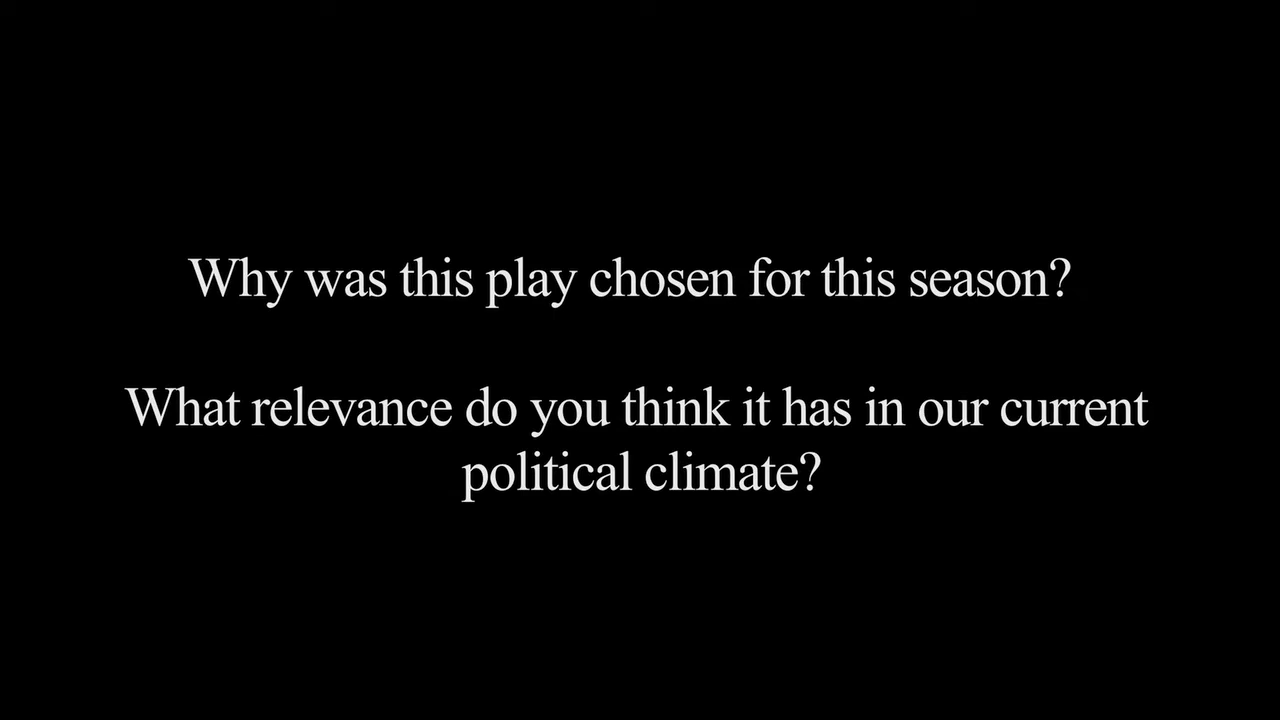 Why was this play chosen for this season?
What relevance do you think it has in our current
political climate?